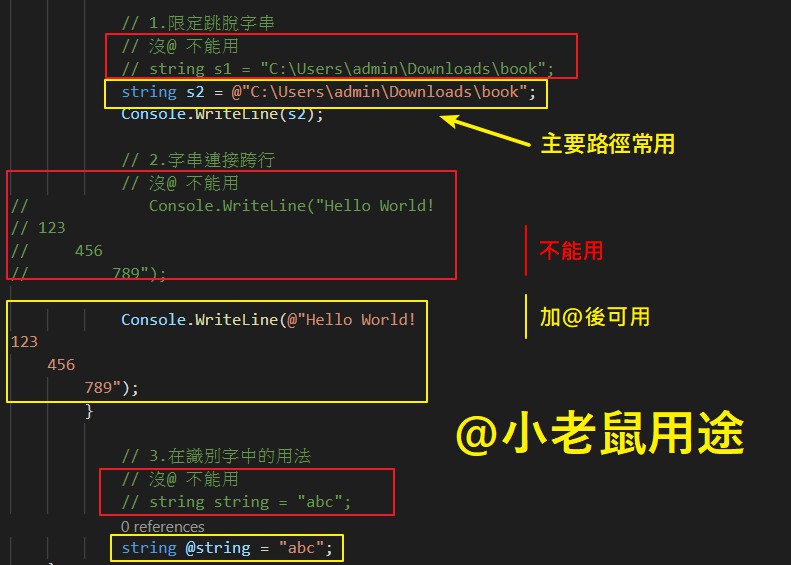 // 1.限定跳脫字串
// 沒@ 不能用
// string s1 = "C:\Users\admin\Downloads\book";
string s2 = @"C:\Users\admin\Downloads\book";
Console.WriteLine(s2);
主要路徑常用
// 2.字串連接跨行
// 沒@ 不能用
// Console.WriteLine("Hello World!
// 123
// 456
// 789");
不能用
Console.WriteLine(@"Hello World!
123
456
789");
加@後可用
}
@小老鼠用途
// 3.在識別字中的用法
// 沒@ 不能用
// string string = "abc";
0 references
string @string = "abc";